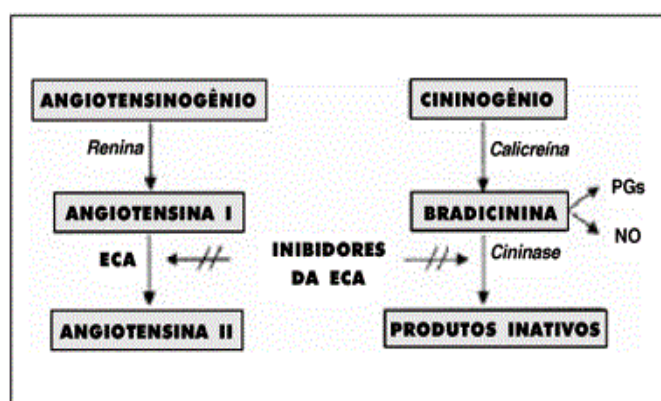 ANGIOTENSINOGÊNIO
Renina
ANGIOTENSINA I
ECA
ANGIOTENSINA II
INIBIDORES
DA ECA
CININOGÊNIO
Calicreína
BRADICININA
PGs
NO
Cininase
PRODUTOS INATIVOS